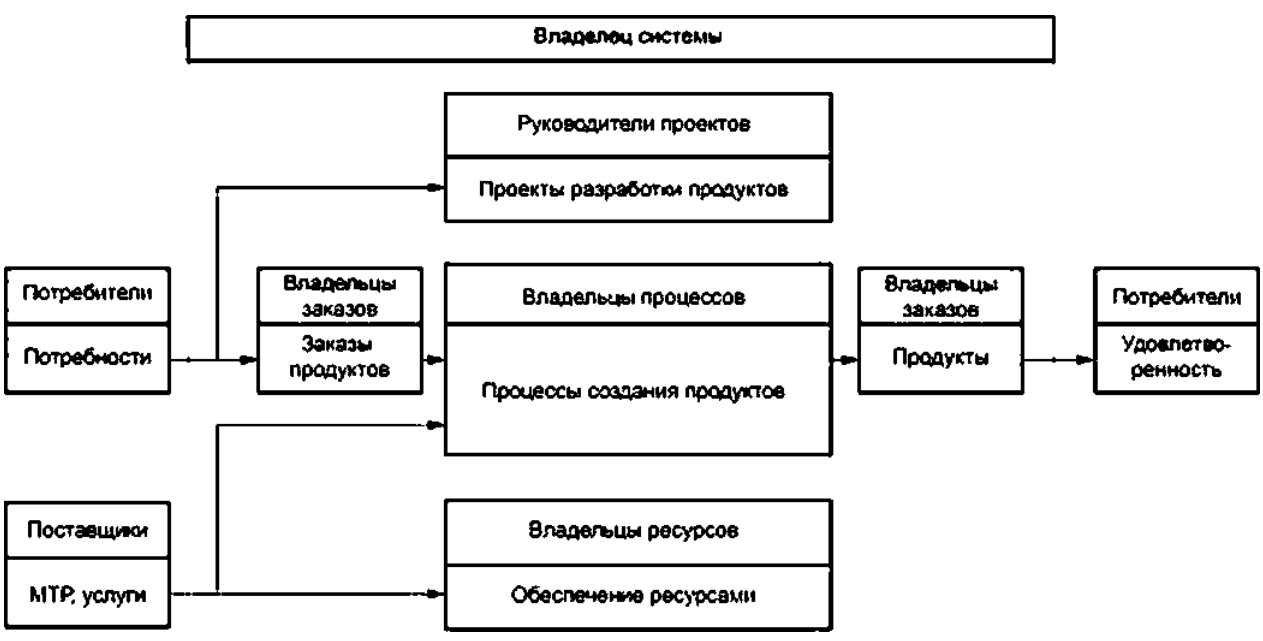 Владелец системы
Руководители проектов
Проекты разработки продуктов
Потребители
Потребности
Владельцы
заказов
Заказы
продуктов
Владельцы процессов
Процессы создания продуктов
Владельцы
заказов
Продукты
Потребители
Удовлетво-
ренность
Поставщики
МТР, услуги
Владельцы ресурсов
Обеспечение ресурсами